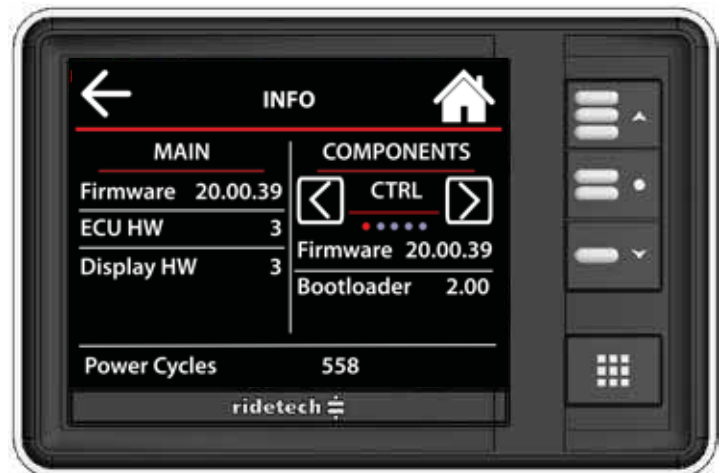 INFO
MAIN
Firmware 20.00.39
ECU HW 3
Display HW 3
COMPONENTS
CTRL
Firmware 20.00.39
Bootloader 2.00
Power Cycles 558
ridetech